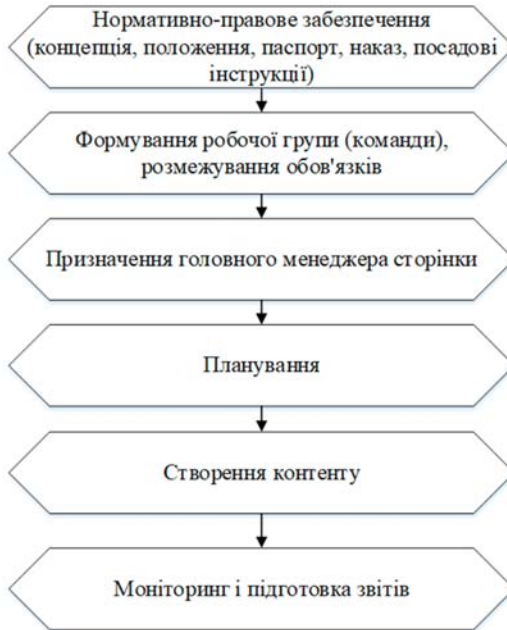 Нормативно-правове забезпечення
(концепція, положення, паспорт, наказ, посадові
інструкції)
Формування робочої групи (команди),
розмежування обов'язків
Призначення головного менеджера сторінки
Планування
Створення контенту
Моніторинг і підготовка звітів